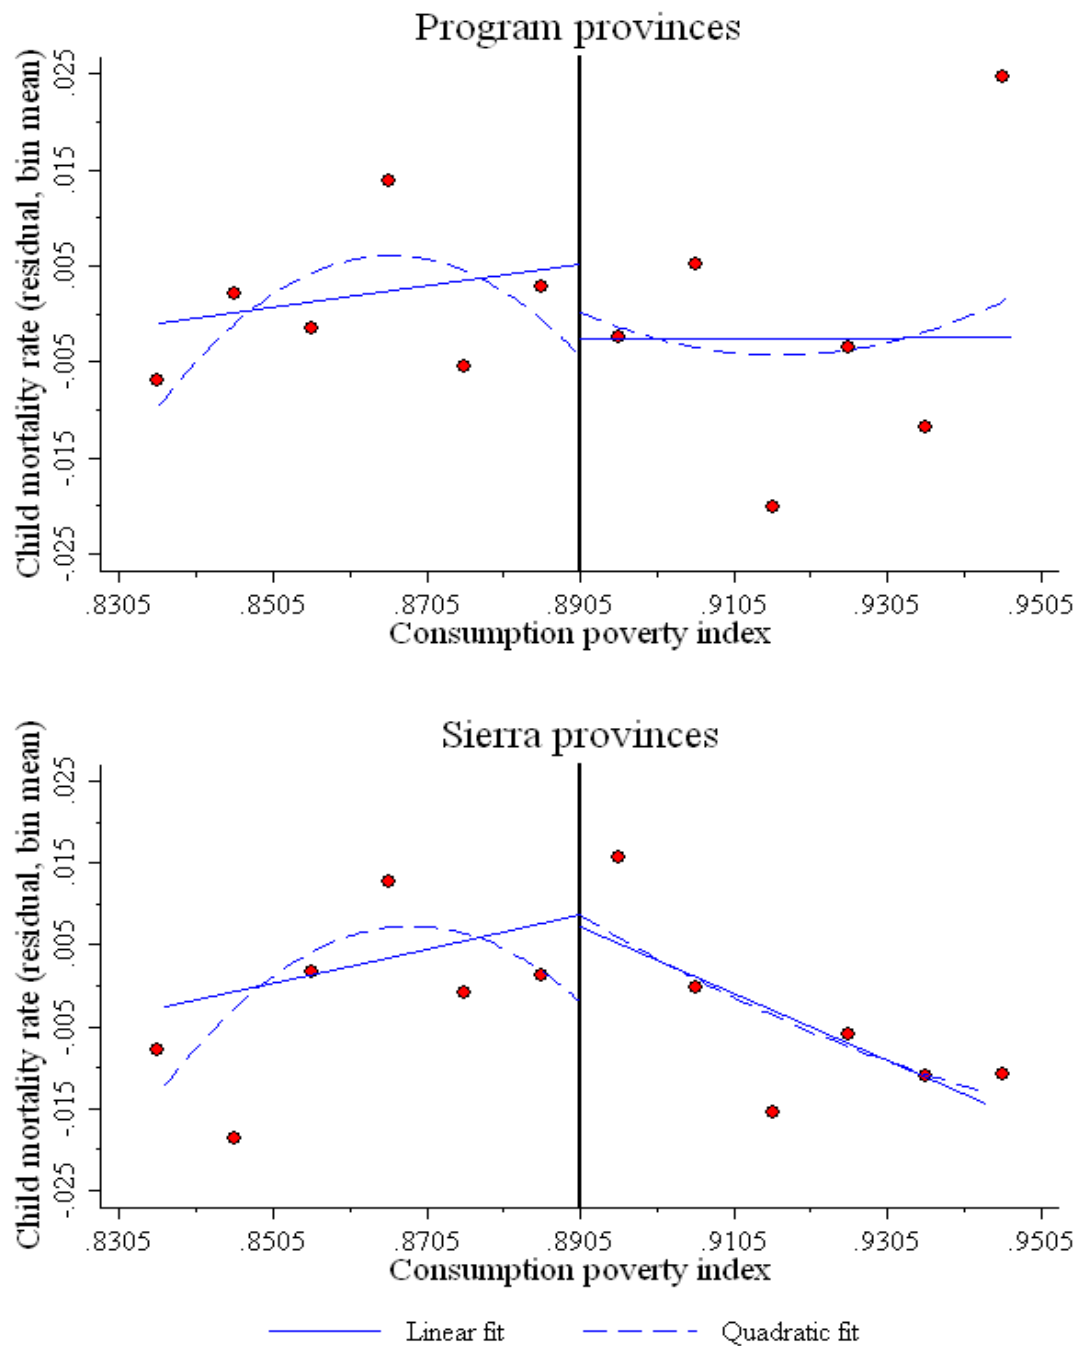 Program provinces
Child mortality rate (residual, bin mean)
.025
.015
.005
-.005
-.015
-.025
.8305 .8505 .8705 .8905 .9105 .9305 .9505
Consumption poverty index
Sierra provinces
Child mortality rate (residual, bin mean)
.025
.015
.005
-.005
-.015
-.025
.8305 .8505 .8705 .8905 .9105 .9305 .9505
Consumption poverty index
Linear fit Quadratic fit